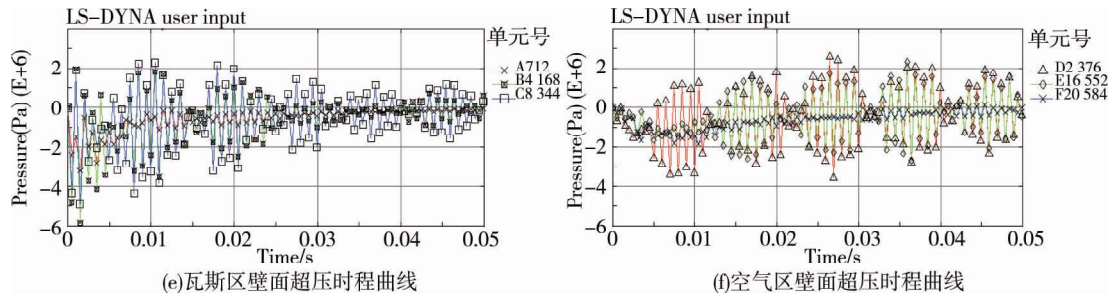 LS-DYNA user input
Pressure(Pa) (E+6)
2
0
−2
−4
−6
0
0.01
0.02
0.03
0.04
0.05
Time/s
单元号
A712
B4 168
C8 344
(e)瓦斯区壁面超压时程曲线
LS-DYNA user input
Pressure(Pa) (E+6)
2
0
−2
−4
−6
0
0.01
0.02
0.03
0.04
0.05
Time/s
单元号
D2 376
E16 552
F20 584
(f)空气区壁面超压时程曲线